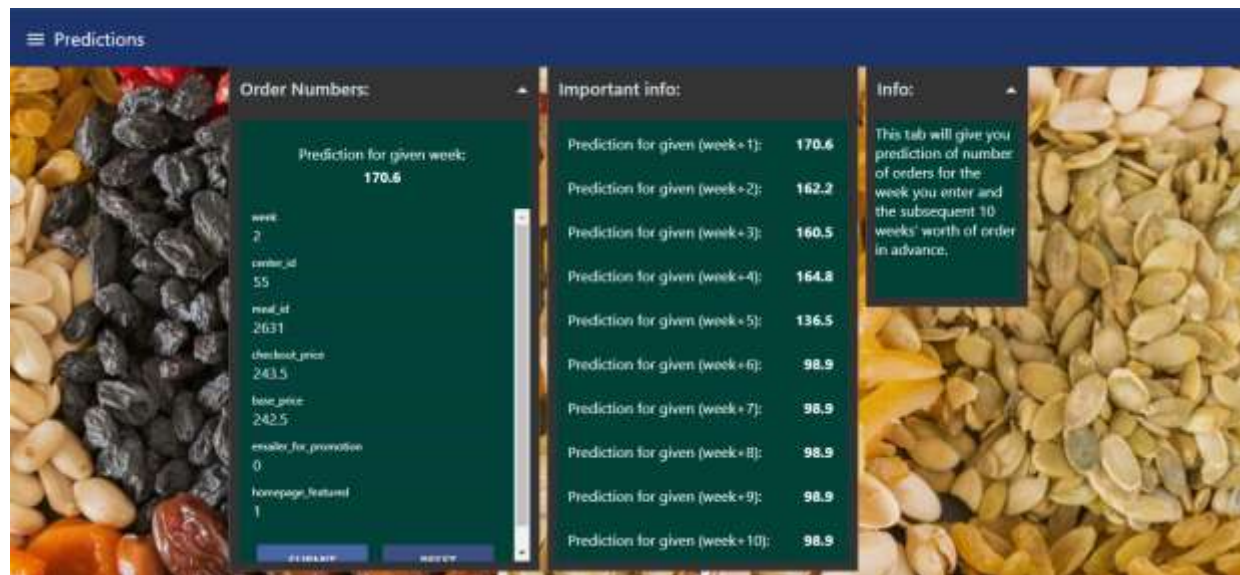 Predictions
Order Numbers:
Prediction for given week:
170.6
week
2
center_id
55
meal_id
2631
checkout_price
243.5
base_price
242.5
emailer_for_promotion
0
homepage_featured
1
SUBMIT RESET
Important info:
Prediction for given (week+1): 170.6
Prediction for given (week+2): 162.2
Prediction for given (week+3): 160.5
Prediction for given (week+4): 164.8
Prediction for given (week+5): 136.5
Prediction for given (week+6): 98.9
Prediction for given (week+7): 98.9
Prediction for given (week+8): 98.9
Prediction for given (week+9): 98.9
Prediction for given (week+10): 98.9
Info:
This tab will give you
prediction of number
of orders for the
week you enter and
the subsequent 10
weeks' worth of order
in advance.